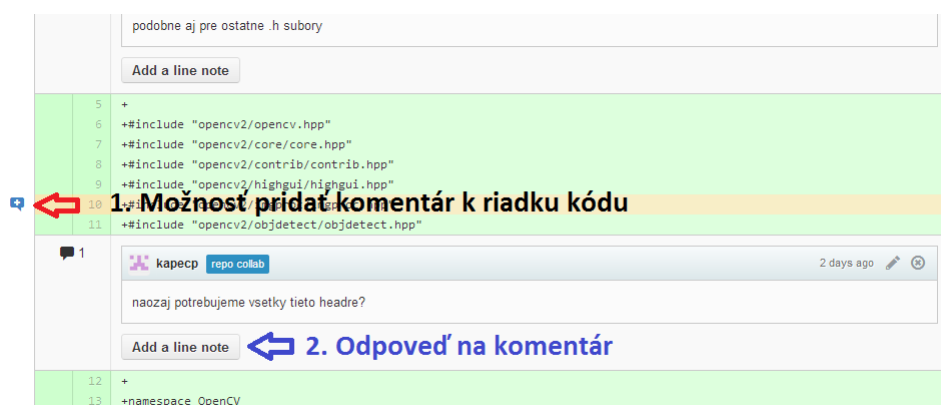 podobne aj pre ostatne .h subory
Add a line note
5 +
6 +#include "opencv2/opencv.hpp"
7 +#include "opencv2/core/core.hpp"
8 +#include "opencv2/contrib/contrib.hpp"
9 +#include "opencv2/highgui/highgui.hpp"
10 1. Možnosť pridať komentár k riadku kódu
11 +#include "opencv2/objdetect/objdetect.hpp"
1
kapecp repo collab 2 days ago
naozaj potrebujeme vsetky tieto headre?
Add a line note 2. Odpoveď na komentár
12 +
13 +namespace OpenCV